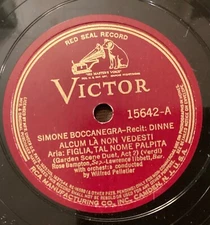 RED SEAL RECORD
"HIS MASTER'S VOICE"
VICTOR
15642-A
SIMONE BOCCANEGRA-Recit: DINNE
ALCUM LÀ NON VEDESTI
Aria: FIGLIA, TAL NOME PALPITA
(Garden Scene Duet, Act ?) (Verdi)
Rose Bampton, Sop.-Lawrence Tibbett, Bar.
with orchestra conducted
by Wilfred Pelletier
RCA MANUFACTURING CO., INC. CAMDEN, N.J., U.S.A.